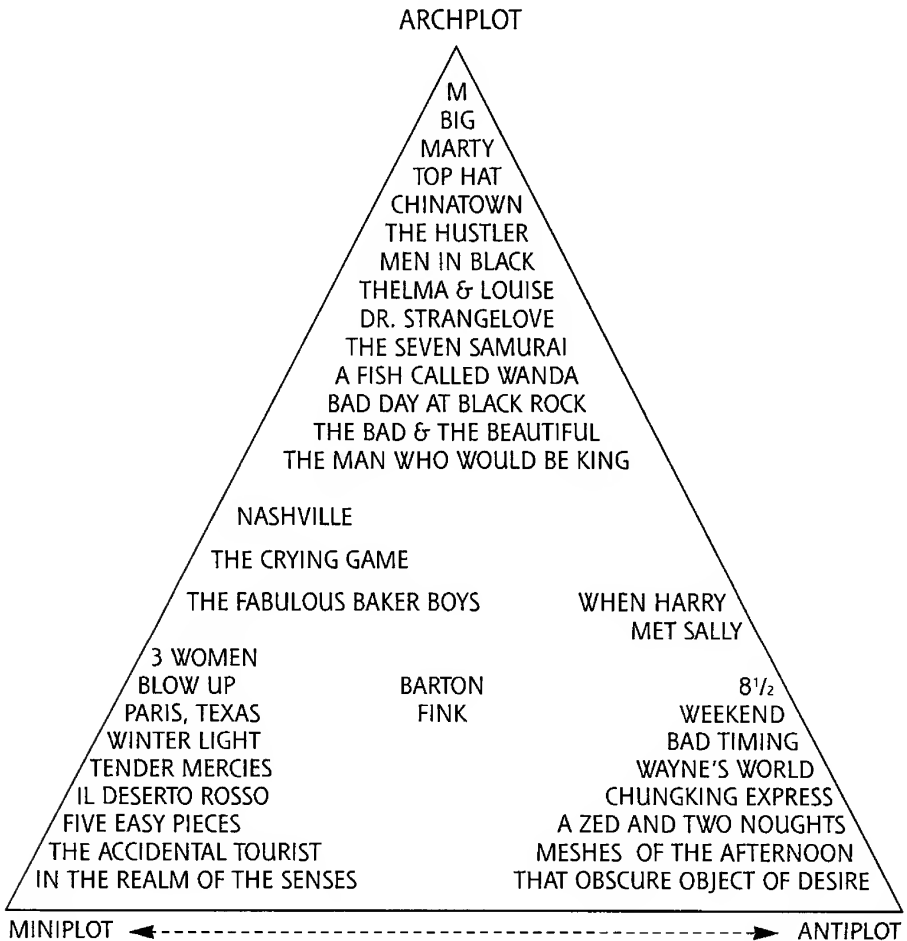 ARCHPLOT
M
BIG
MARTY
TOP HAT
CHINATOWN
THE HUSTLER
MEN IN BLACK
THELMA & LOUISE
DR. STRANGELOVE
THE SEVEN SAMURAI
A FISH CALLED WANDA
BAD DAY AT BLACK ROCK
THE BAD & THE BEAUTIFUL
THE MAN WHO WOULD BE KING
NASHVILLE
THE CRYING GAME
THE FABULOUS BAKER BOYS
WHEN HARRY
MET SALLY
3 WOMEN
BLOW UP
PARIS, TEXAS
WINTER LIGHT
TENDER MERCIES
IL DESERTO ROSSO
FIVE EASY PIECES
THE ACCIDENTAL TOURIST
IN THE REALM OF THE SENSES
BARTON
FINK
8½
WEEKEND
BAD TIMING
WAYNE'S WORLD
CHUNGKING EXPRESS
A ZED AND TWO NOUGHTS
MESHES OF THE AFTERNOON
THAT OBSCURE OBJECT OF DESIRE
MINIPLOT
ANTIPLOT